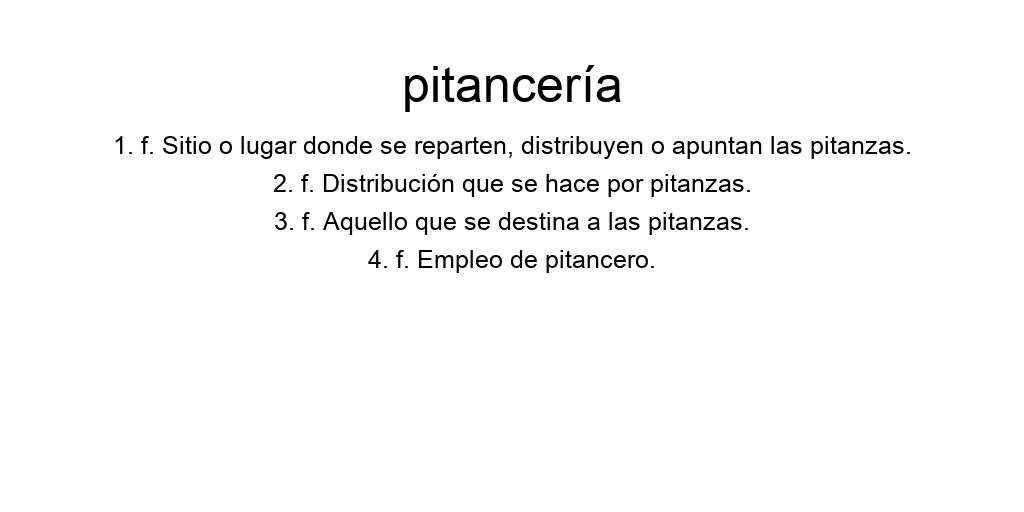 pitancería
1. f. Sitio o lugar donde se reparten, distribuyen o apuntan las pitanzas.
2. f. Distribución que se hace por pitanzas.
3. f. Aquello que se destina a las pitanzas.
4. f. Empleo de pitancero.